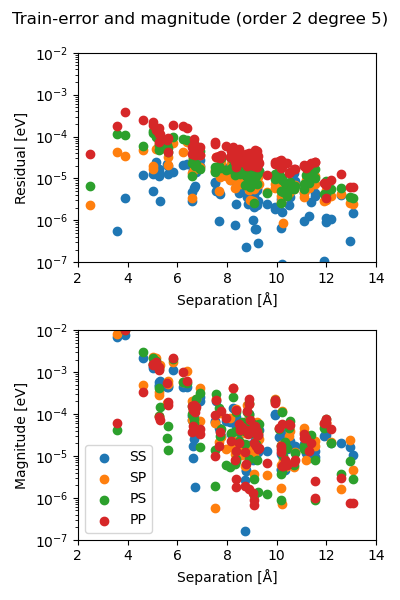 Train-error and magnitude (order 2 degree 5)
10⁻²
10⁻³
10⁻⁴
10⁻⁵
10⁻⁶
10⁻⁷
Residual [eV]
2 4 6 8 10 12 14
Separation [Å]
10⁻²
10⁻³
10⁻⁴
10⁻⁵
10⁻⁶
10⁻⁷
Magnitude [eV]
SS
SP
PS
PP
2 4 6 8 10 12 14
Separation [Å]